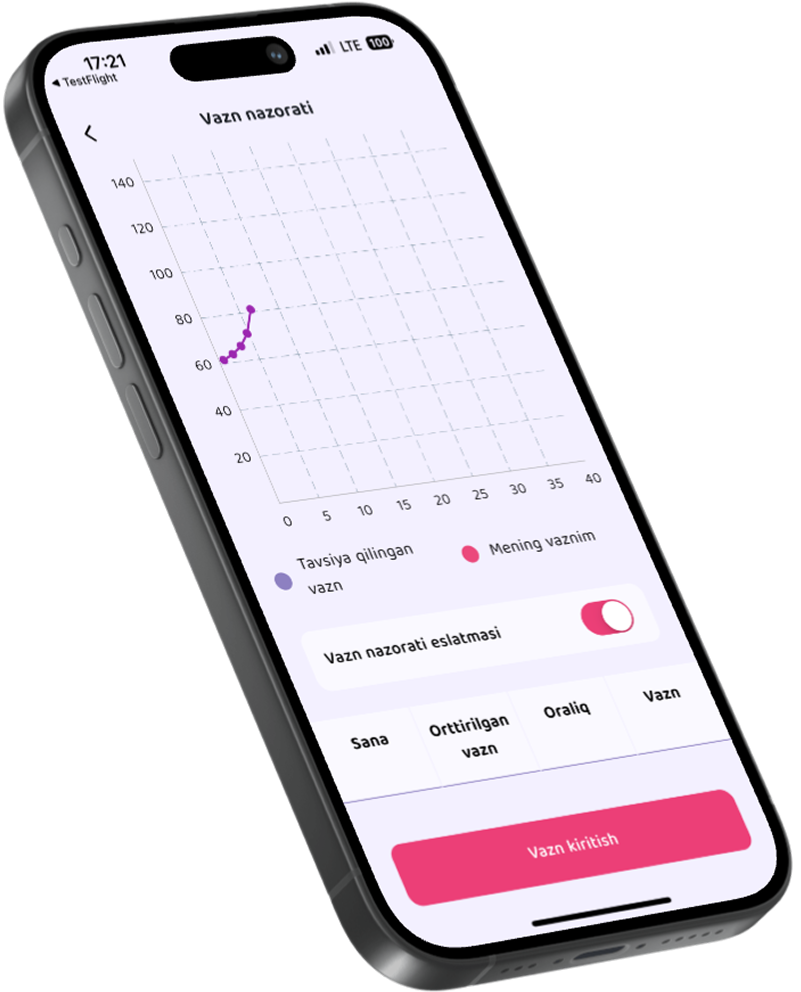 17:21
LTE 100
◀ TestFlight
Vazn nazorati
140
120
100
80
60
40
20
0 5 10 15 20 25 30 35 40
Tavsiya qilingan
vazn
Mening vaznim
Vazn nazorati eslatmasi
Sana
Orttirilgan
vazn
Oraliq
Vazn
Vazn kiritish